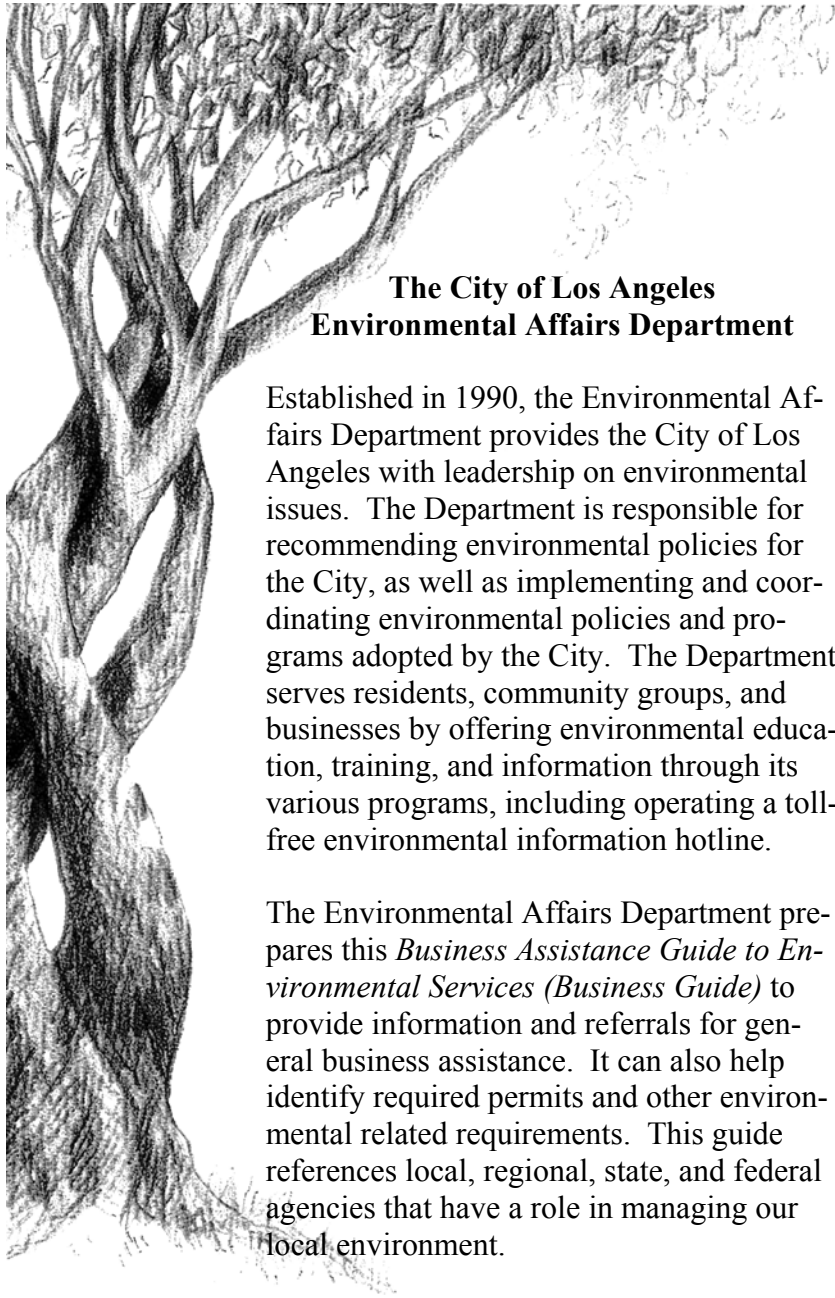 The City of Los Angeles
Environmental Affairs Department
Established in 1990, the Environmental Af-
fairs Department provides the City of Los
Angeles with leadership on environmental
issues.  The Department is responsible for
recommending environmental policies for
the City, as well as implementing and coor-
dinating environmental policies and pro-
grams adopted by the City.  The Department
serves residents, community groups, and
businesses by offering environmental educa-
tion, training, and information through its
various programs, including operating a toll-
free environmental information hotline.
The Environmental Affairs Department pre-
pares this Business Assistance Guide to En-
vironmental Services (Business Guide) to
provide information and referrals for gen-
eral business assistance.  It can also help
identify required permits and other environ-
mental related requirements.  This guide
references local, regional, state, and federal
agencies that have a role in managing our
local environment.